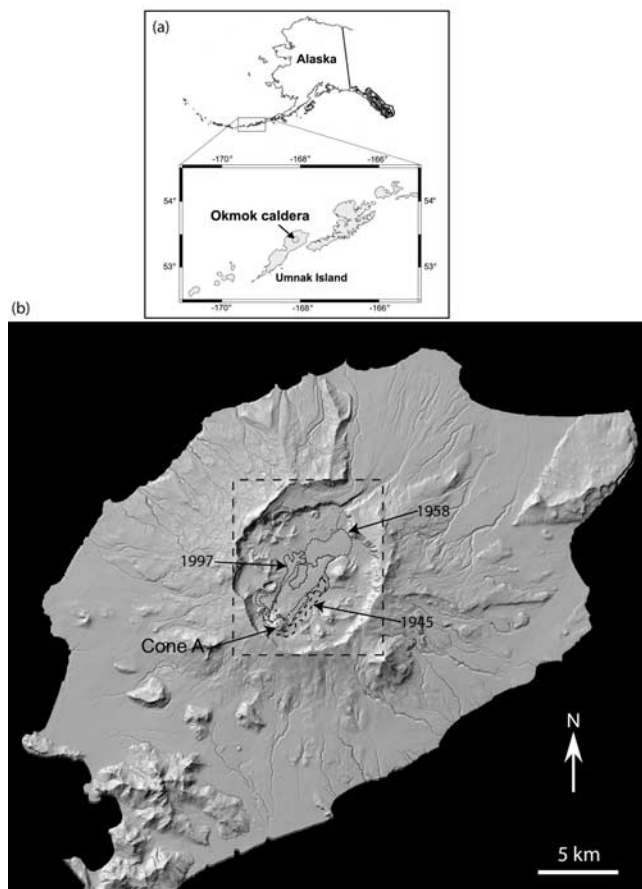 (a)
Alaska
-170° -168° -166°
54° 54°
Okmok caldera
53° 53°
Umnak Island
-170° -168° -166°
(b)
1958
1997
1945
Cone A
N
5 km